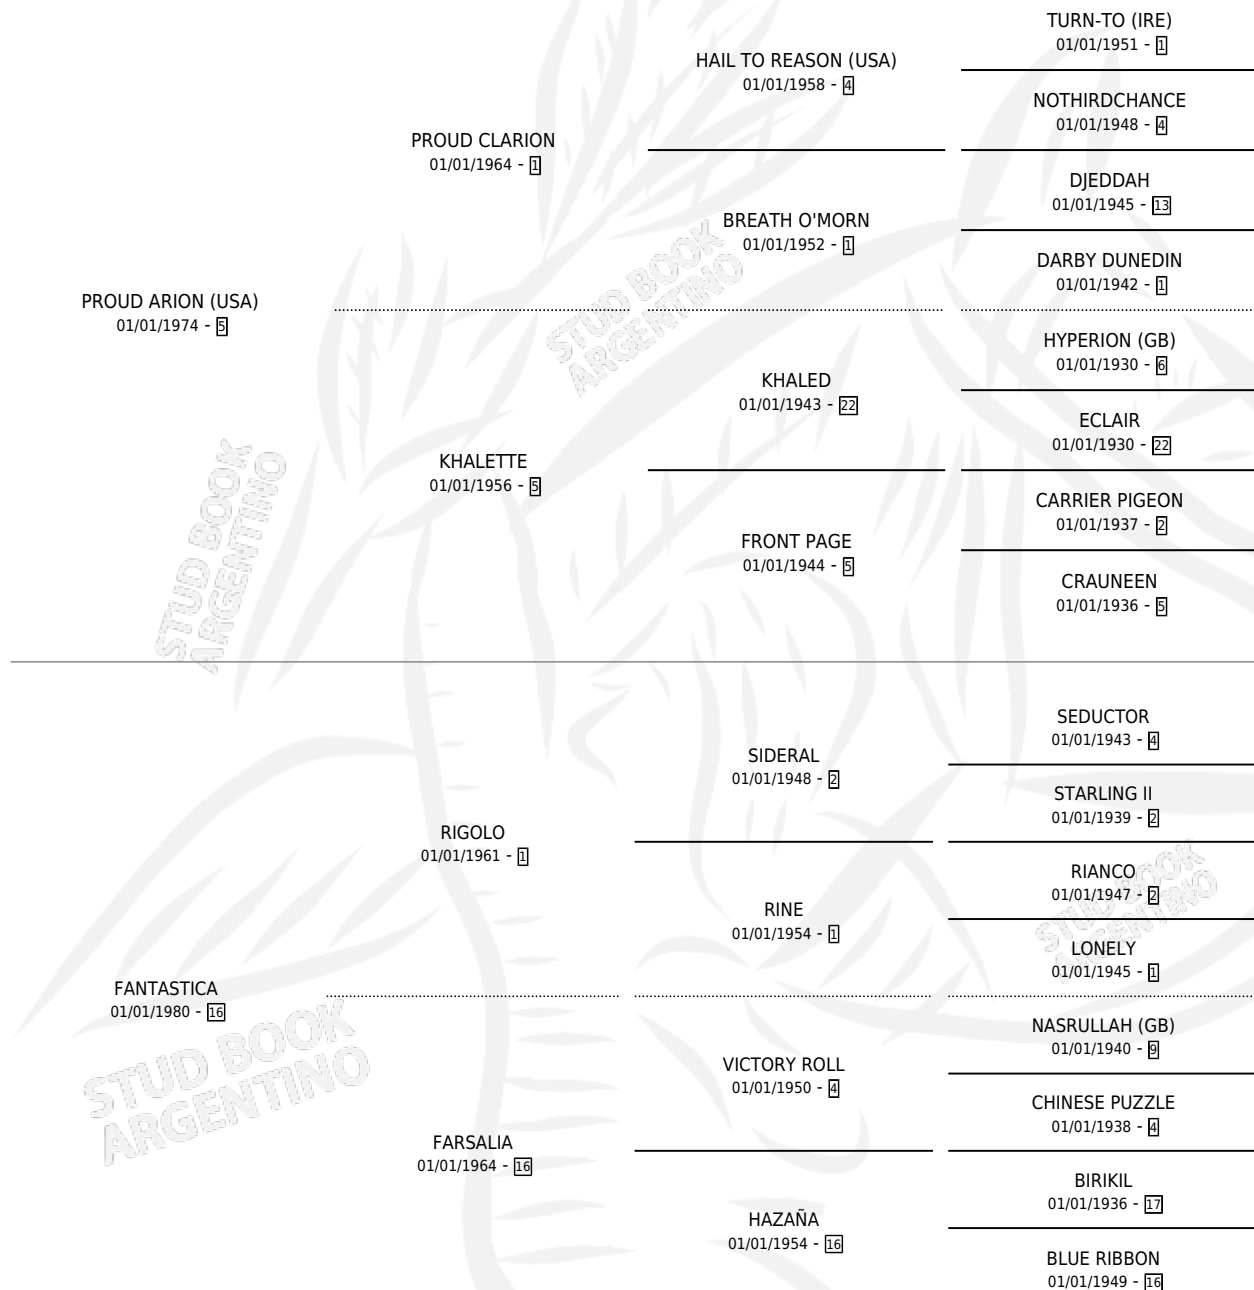 TURN-TO (IRE)
01/01/1951 - 1
HAIL TO REASON (USA)
01/01/1958 - 4
NOTHIRDCHANCE
01/01/1948 - 4
PROUD CLARION
01/01/1964 - 1
DJEDDAH
01/01/1945 - 13
BREATH O'MORN
01/01/1952 - 1
DARBY DUNEDIN
01/01/1942 - 1
PROUD ARION (USA)
01/01/1974 - 5
HYPERION (GB)
01/01/1930 - 6
KHALED
01/01/1943 - 22
ECLAIR
01/01/1930 - 22
KHALETTE
01/01/1956 - 5
CARRIER PIGEON
01/01/1937 - 2
FRONT PAGE
01/01/1944 - 5
CRAUNEEN
01/01/1936 - 5
SEDUCTOR
01/01/1943 - 4
SIDERAL
01/01/1948 - 2
STARLING II
01/01/1939 - 2
RIGOLO
01/01/1961 - 1
RIANCO
01/01/1947 - 2
RINE
01/01/1954 - 1
LONELY
01/01/1945 - 1
FANTASTICA
01/01/1980 - 16
NASRULLAH (GB)
01/01/1940 - 9
VICTORY ROLL
01/01/1950 - 4
CHINESE PUZZLE
01/01/1938 - 4
FARSALIA
01/01/1964 - 16
BIRIKIL
01/01/1936 - 17
HAZAÑA
01/01/1954 - 16
BLUE RIBBON
01/01/1949 - 16
STUD BOOK
ARGENTINO
STUD BOOK
ARGENTINO
STUD BOOK
ARGENTINO
STUD BOOK
ARGENTINO